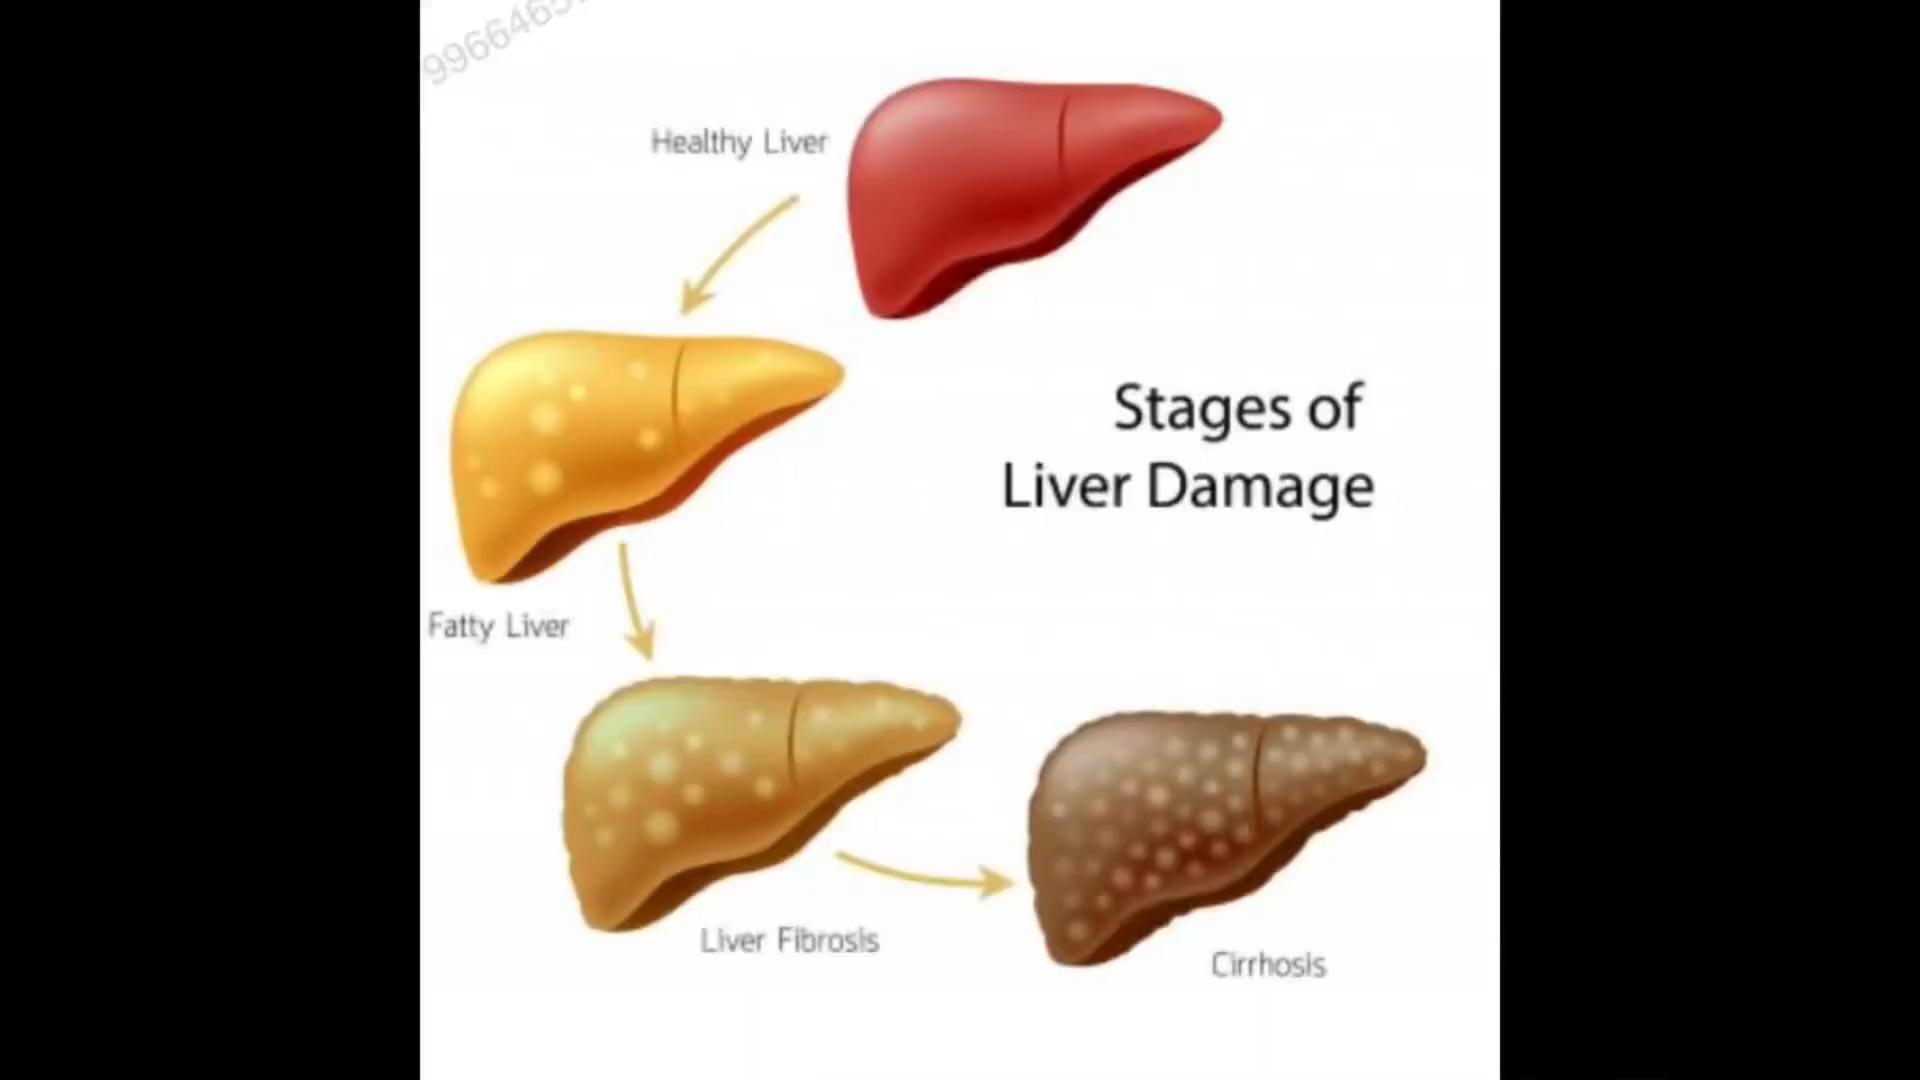 Healthy Liver
Stages of
Liver Damage
Fatty Liver
Liver Fibrosis
Cirrhosis